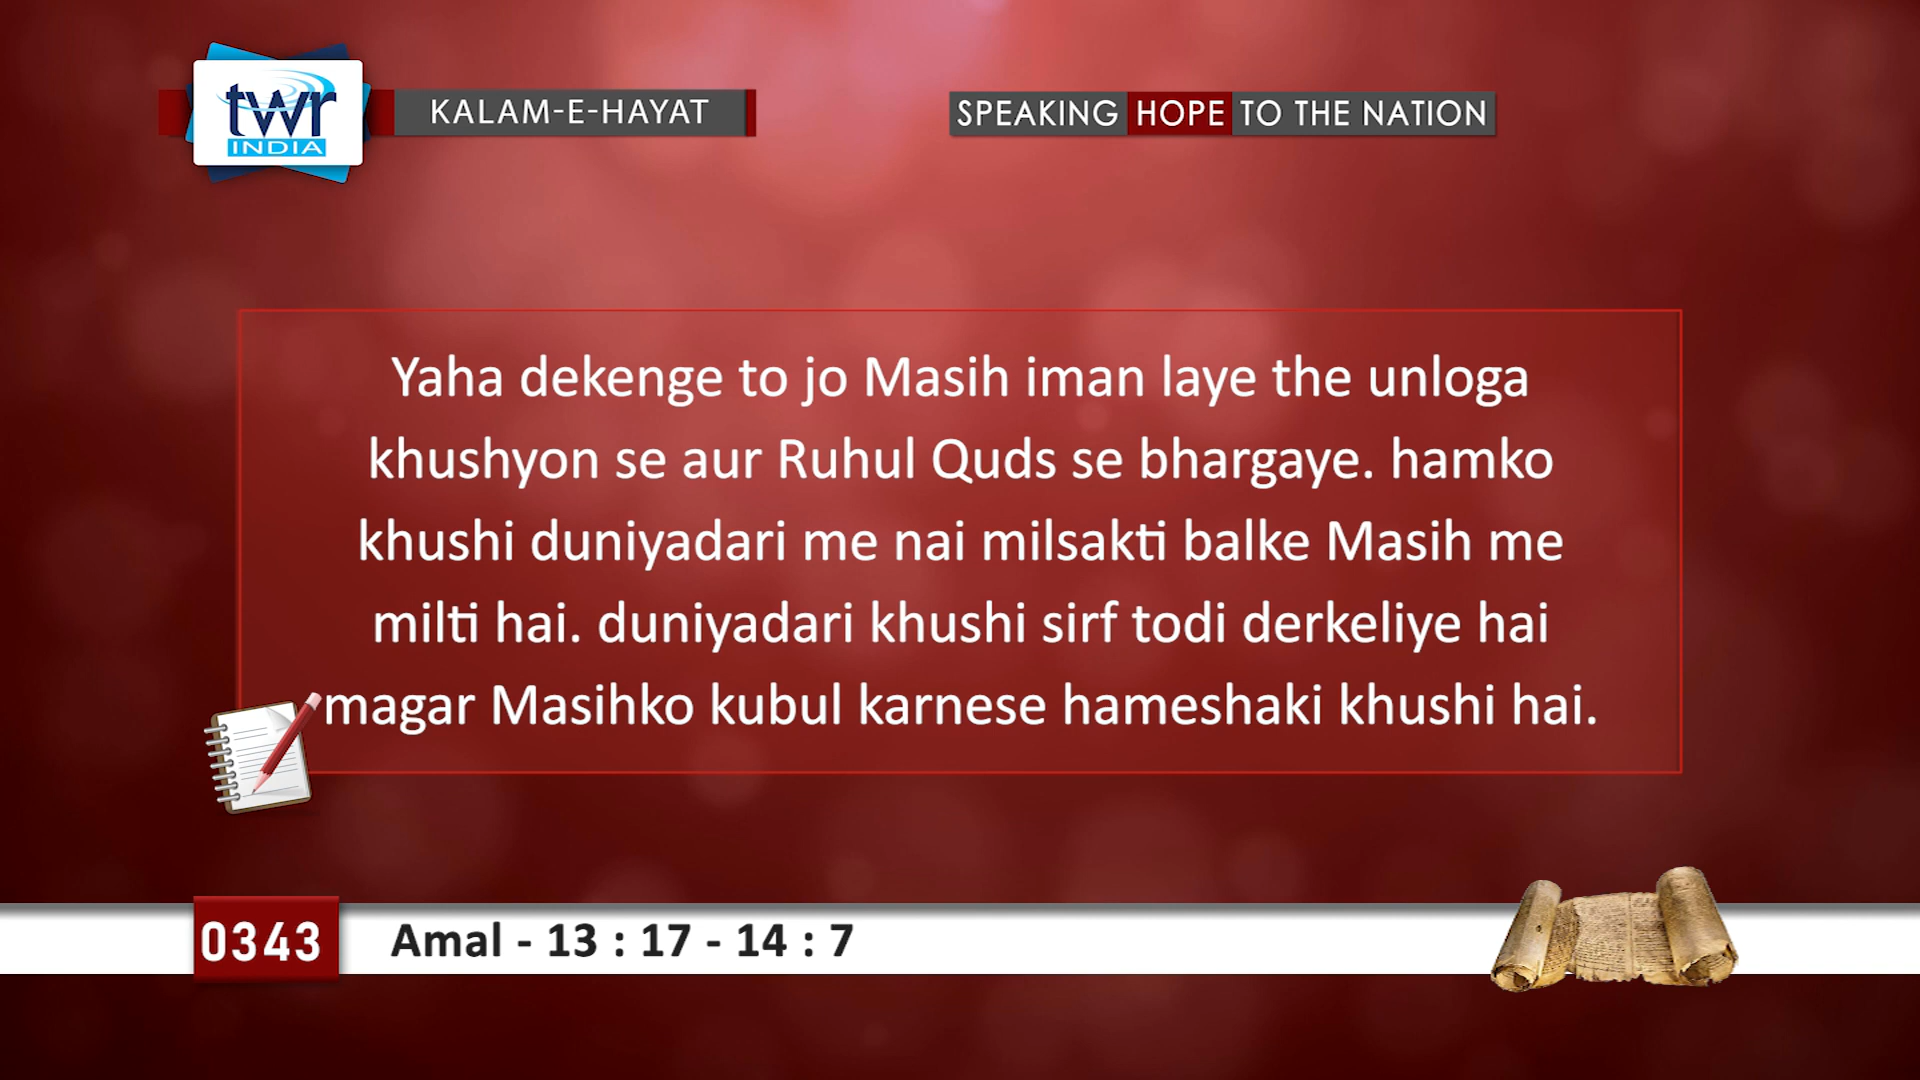 twr
INDIA
KALAM-E-HAYAT
SPEAKING HOPE TO THE NATION
Yaha dekenge to jo Masih iman laye the unloga
khushyon se aur Ruhul Quds se bhargaye. hamko
khushi duniyadari me nai milsakti balke Masih me
milti hai. duniyadari khushi sirf todi derkeliye hai
magar Masihko kubul karnese hameshaki khushi hai.
0343
Amal - 13 : 17 - 14 : 7